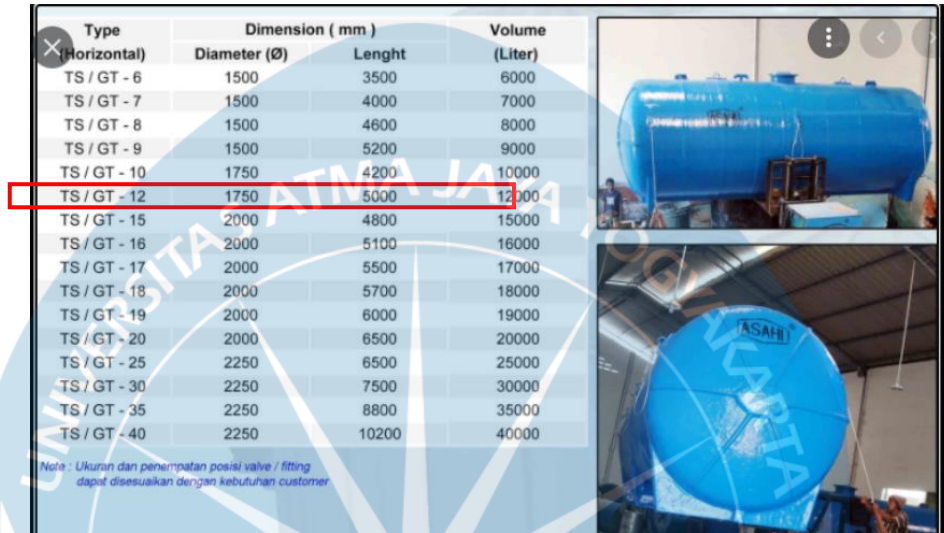 Type Dimension ( mm ) Volume
(Horizontal) Diameter (Ø) Lenght (Liter)
TS / GT - 6 1500 3500 6000
TS / GT - 7 1500 4000 7000
TS / GT - 8 1500 4600 8000
TS / GT - 9 1500 5200 9000
TS / GT - 10 1750 4200 10000
TS / GT - 12 1750 5000 12000
TS / GT - 15 2000 4800 15000
TS / GT - 16 2000 5100 16000
TS / GT - 17 2000 5500 17000
TS / GT - 18 2000 5700 18000
TS / GT - 19 2000 6000 19000
TS / GT - 20 2000 6500 20000
TS / GT - 25 2250 6500 25000
TS / GT - 30 2250 7500 30000
TS / GT - 35 2250 8800 35000
TS / GT - 40 2250 10200 40000
Note : Ukuran dan penempatan posisi valve / fitting
dapat disesuaikan dengan kebutuhan customer
ASAHI
ASAHI
UNIVERSITAS ATMA JAYA YOGYAKARTA